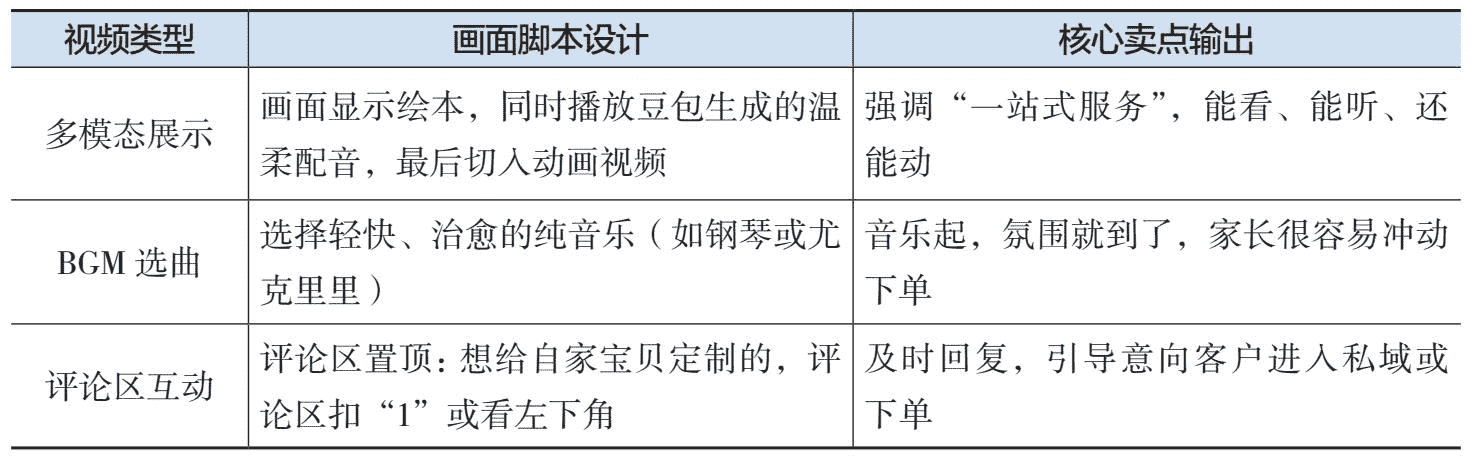 视频类型 画面脚本设计 核心卖点输出
多模态展示
画面显示绘本，同时播放豆包生成的温
柔配音，最后切入动画视频
强调“一站式服务”，能看、能听、还
能动
BGM 选曲
选择轻快、治愈的纯音乐（如钢琴或尤
克里里）
音乐起，氛围就到了，家长很容易冲动
下单
评论区互动
评论区置顶：想给自家宝贝定制的，评
论区扣“1”或看左下角
及时回复，引导意向客户进入私域或
下单